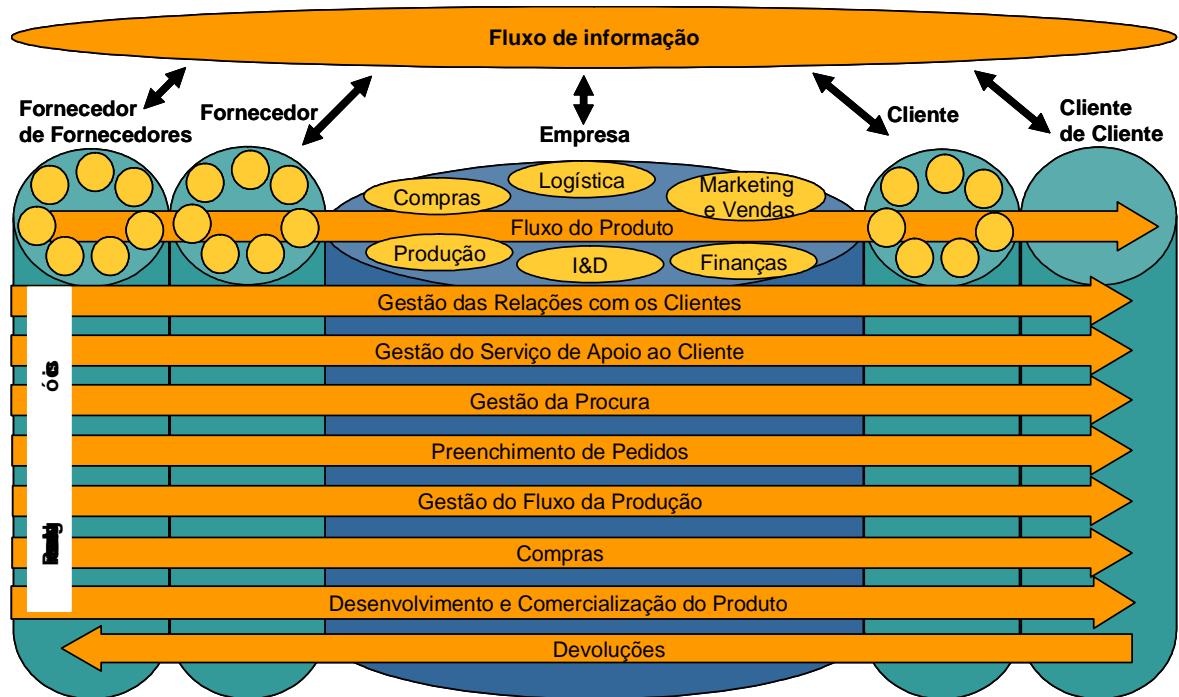 Fluxo de informação
Fornecedor
de Fornecedores
Fornecedor
Empresa
Cliente
Cliente
de Cliente
Compras
Logística
Marketing
e Vendas
Fluxo do Produto
Produção
I&D
Finanças
Gestão das Relações com os Clientes
Gestão do Serviço de Apoio ao Cliente
Gestão da Procura
Preenchimento de Pedidos
Gestão do Fluxo da Produção
Compras
Desenvolvimento e Comercialização do Produto
Devoluções